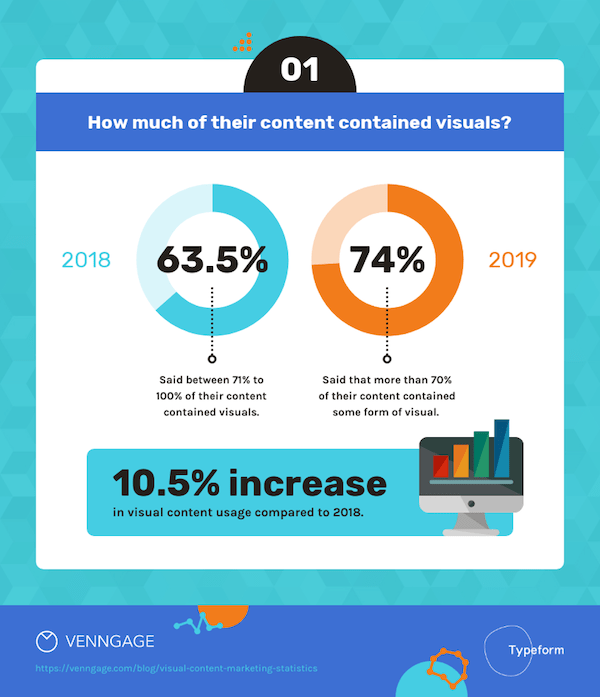 01
How much of their content contained visuals?
2018
63.5%
74%
2019
Said between 71% to
100% of their content
contained visuals.
Said that more than 70%
of their content contained
some form of visual.
10.5% increase
in visual content usage compared to 2018.
VENNGAGE
https://venngage.com/blog/visual-content-marketing-statistics
Typeform